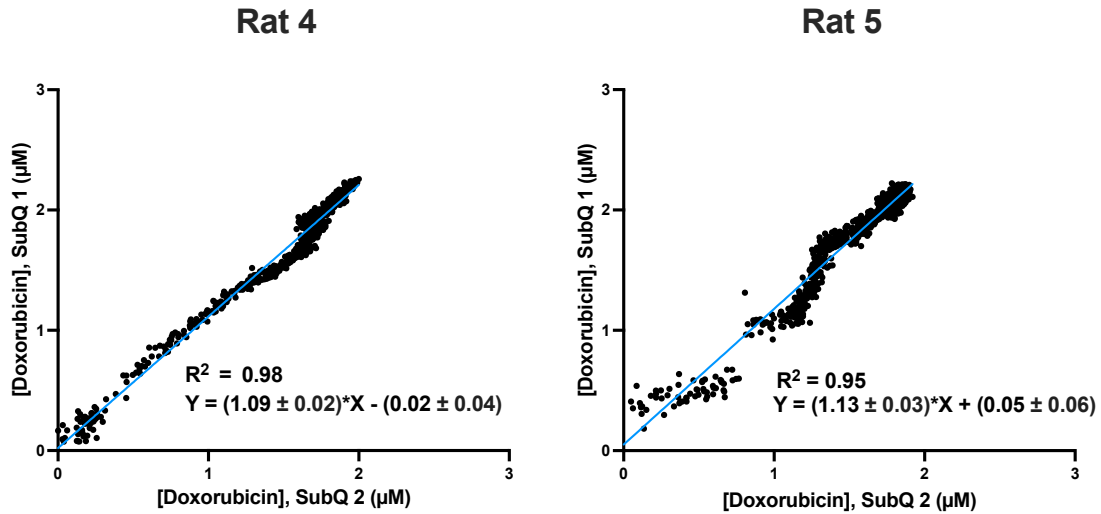 Rat 4
3
2
1
0
0
1
2
3
[Doxorubicin], SubQ 1 (µM)
[Doxorubicin], SubQ 2 (µM)
R² = 0.98
Y = (1.09 ± 0.02)*X - (0.02 ± 0.04)
Rat 5
3
2
1
0
0
1
2
3
[Doxorubicin], SubQ 1 (µM)
[Doxorubicin], SubQ 2 (µM)
R² = 0.95
Y = (1.13 ± 0.03)*X + (0.05 ± 0.06)